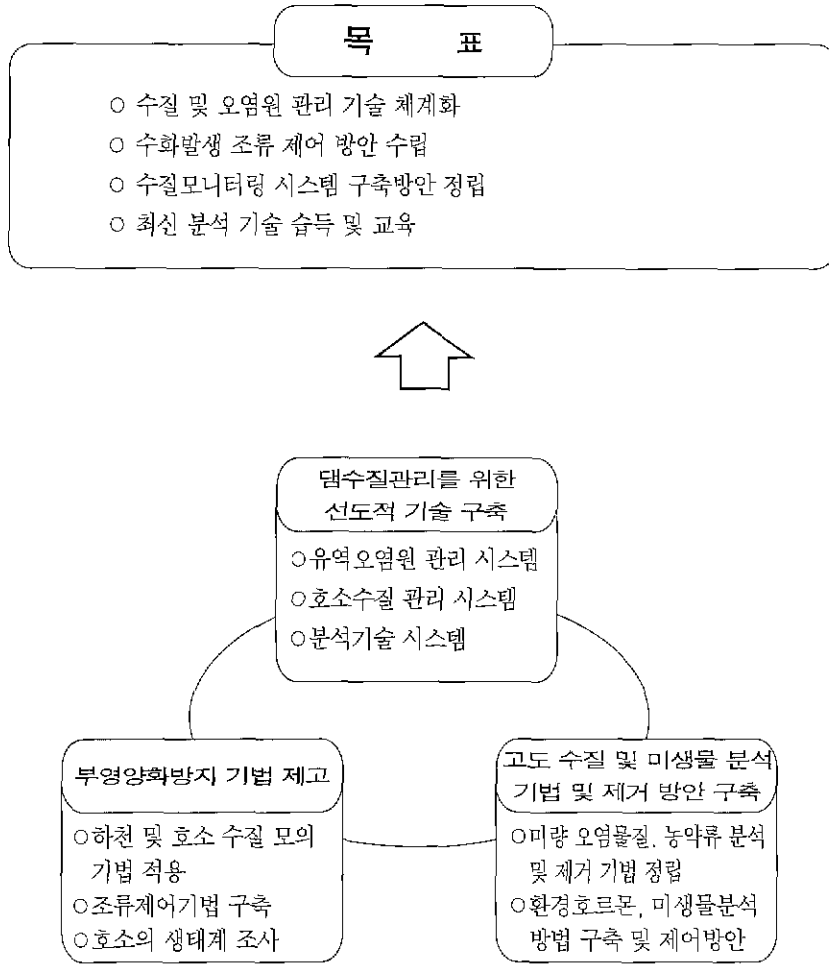 목 표
○ 수질 및 오염원 관리 기술 체계화
○ 수화발생 조류 제어 방안 수립
○ 수질모니터링 시스템 구축방안 정립
○ 최신 분석 기술 습득 및 교육
댐수질관리를 위한
선도적 기술 구축
○유역오염원 관리 시스템
○호소수질 관리 시스템
○분석기술 시스템
부영양화방지 기법 제고
○하천 및 호소 수질 모의
기법 적용
○조류제어기법 구축
○호소의 생태계 조사
고도 수질 및 미생물 분석
기법 및 제거 방안 구축
○미량 오염물질, 농약류 분석
및 제거 기법 정립
○환경호르몬, 미생물분석
방법 구축 및 제어방안